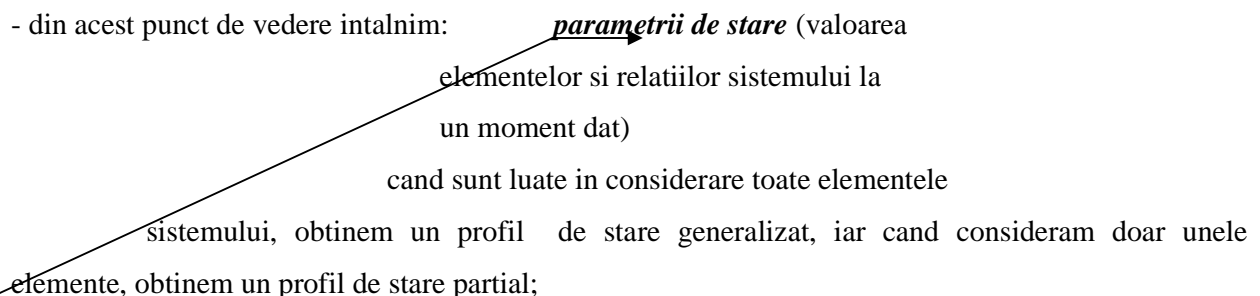 - din acest punct de vedere intalnim: parametrii de stare (valoarea
elementelor si relatiilor sistemului la
un moment dat)
cand sunt luate in considerare toate elementele
sistemului, obtinem un profil de stare generalizat, iar cand consideram doar unele
elemente, obtinem un profil de stare partial;